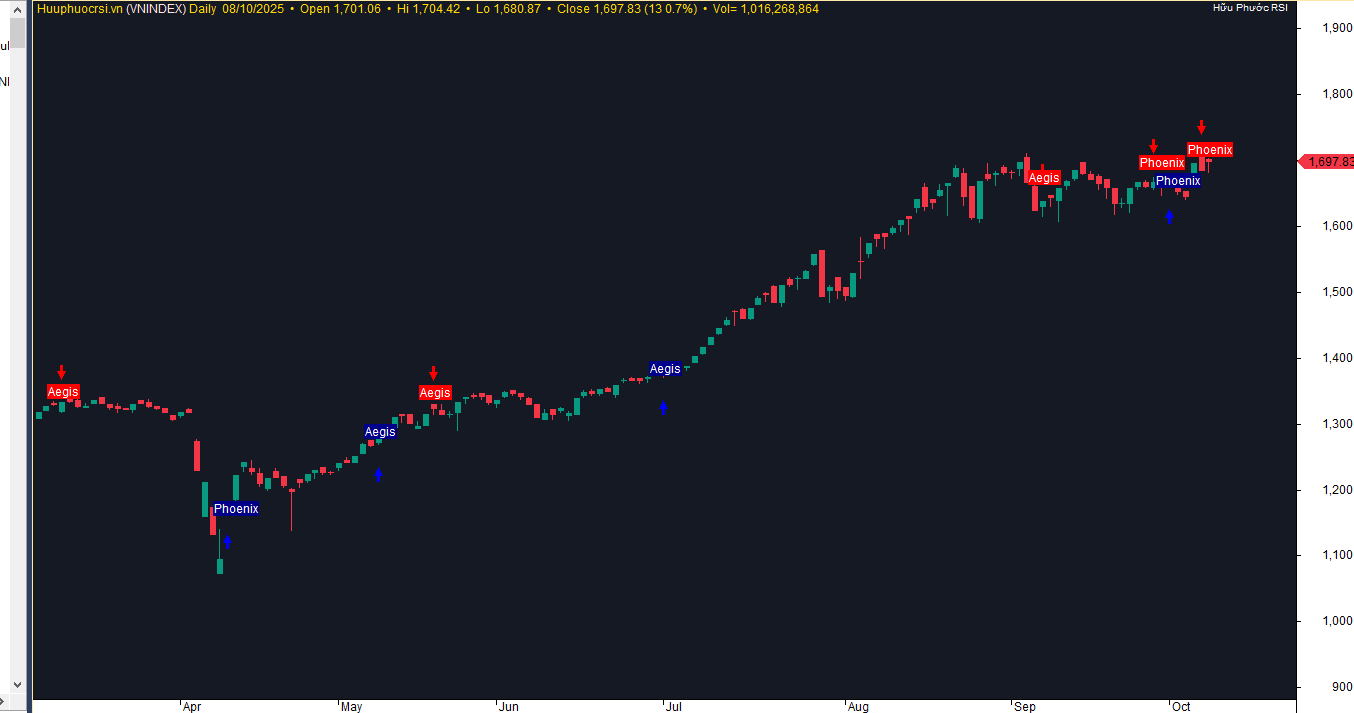 Huuphuocrsi.vn (VNINDEX) Daily 08/10/2025 • Open 1,701.06 • Hi 1,704.42 • Lo 1,680.87 • Close 1,697.83 (13 0.7%) • Vol= 1,016,268,864
Hữu Phước RSI
1,900
1,800
Phoenix
Phoenix
1,697.83
Aegis
Phoenix
1,600
1,500
1,400
Aegis
Aegis
Aegis
1,300
Aegis
1,200
Phoenix
1,100
1,000
900
Apr May Jun Jul Aug Sep Oct